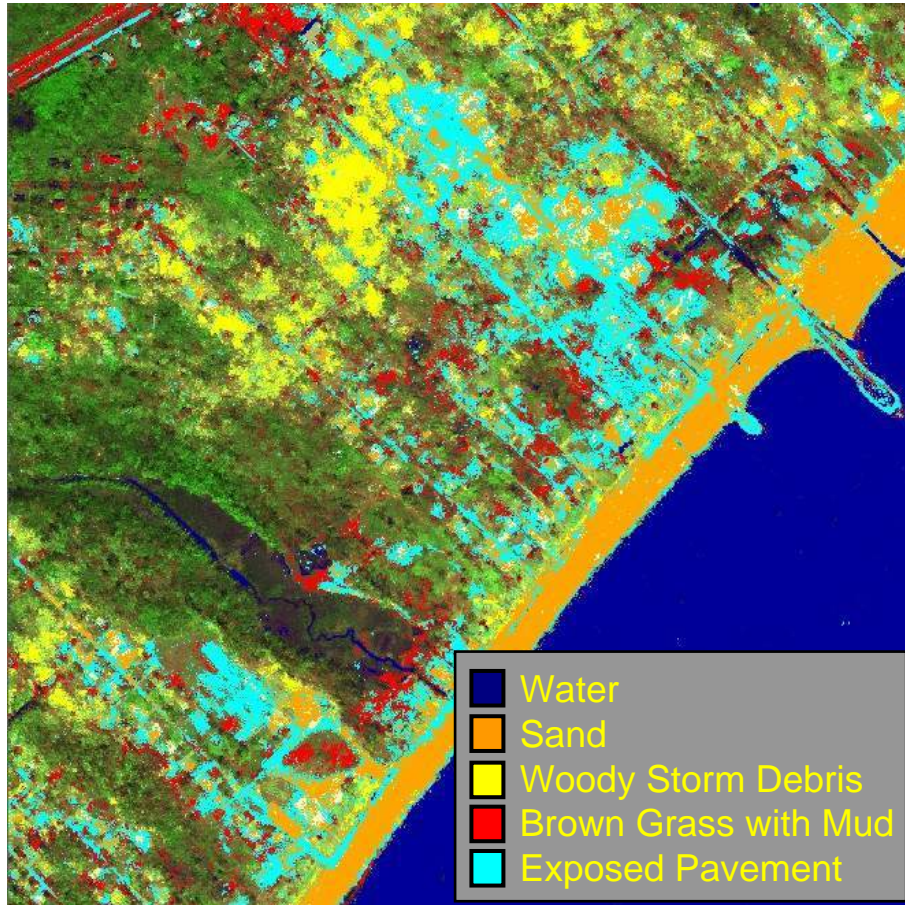 Water
Sand
Woody Storm Debris
Brown Grass with Mud
Exposed Pavement